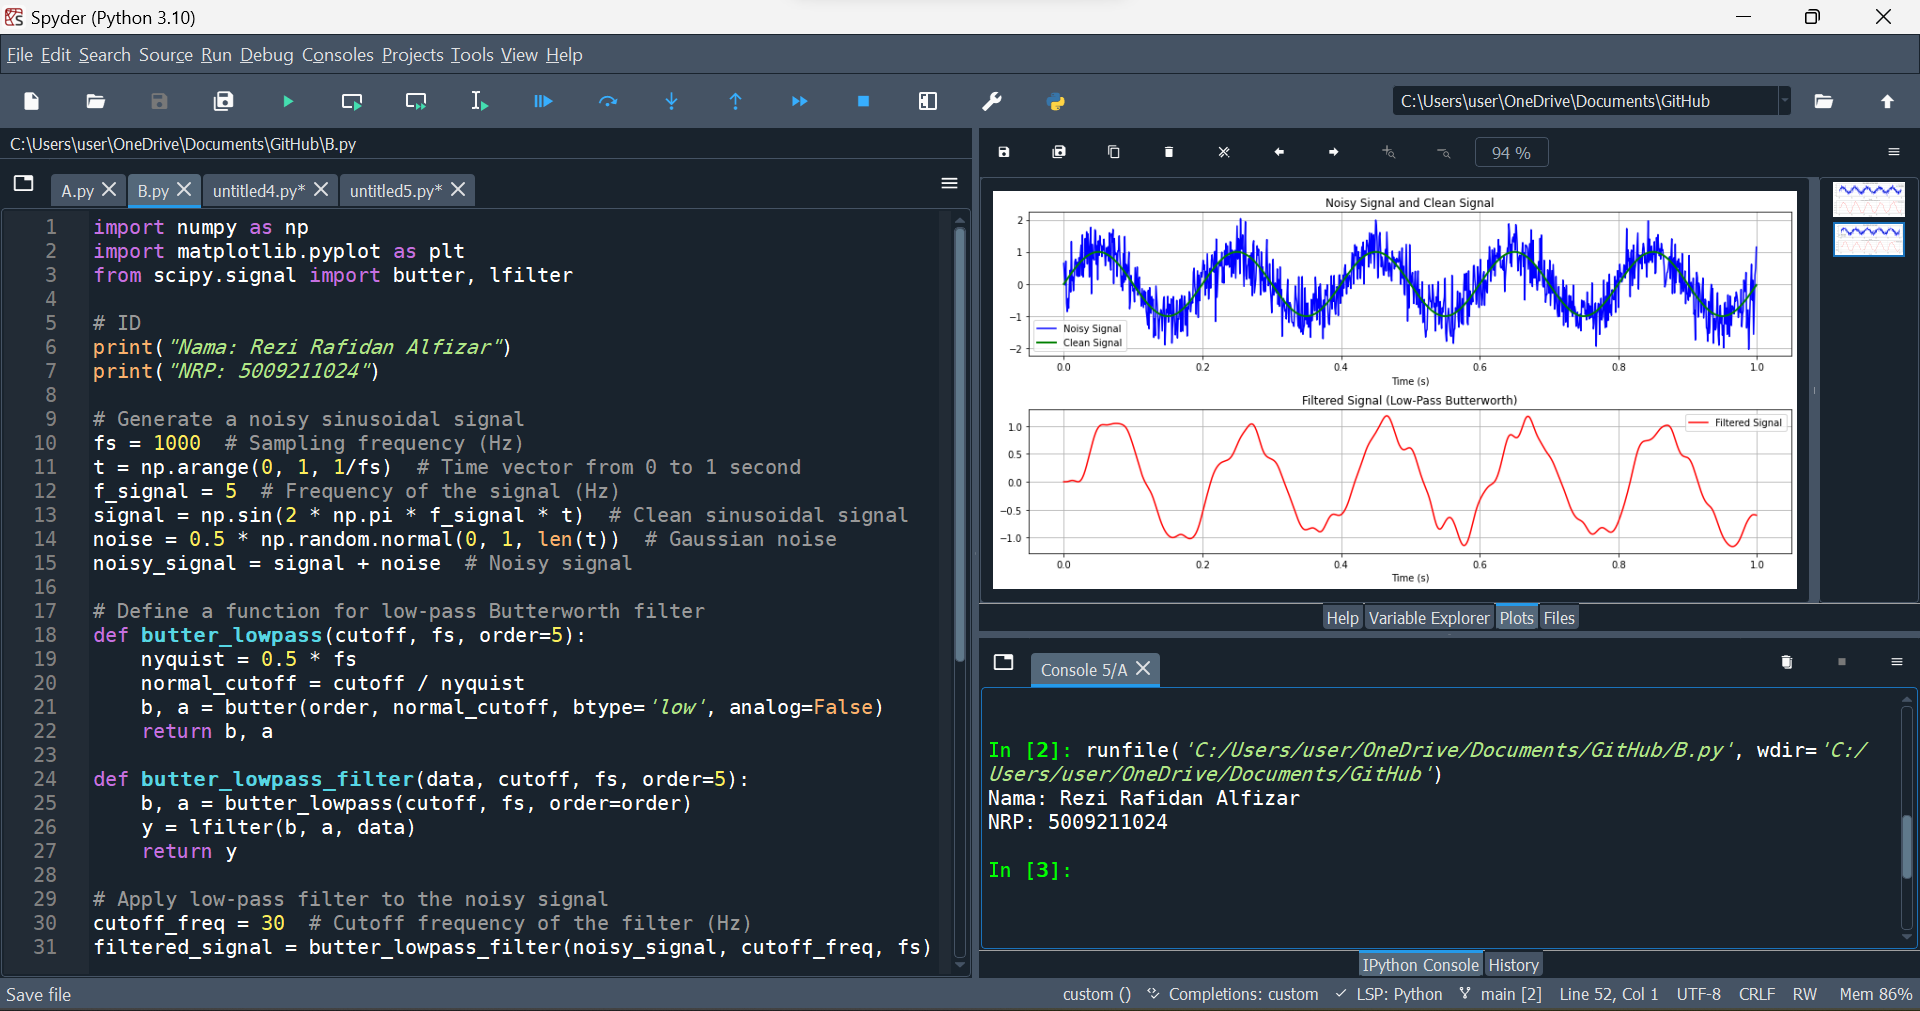 Spyder (Python 3.10)
File Edit Search Source Run Debug Consoles Projects Tools View Help
C:\Users\user\OneDrive\Documents\GitHub
C:\Users\user\OneDrive\Documents\GitHub\B.py
A.py B.py untitled4.py* untitled5.py*
1 import numpy as np
2 import matplotlib.pyplot as plt
3 from scipy.signal import butter, lfilter
4
5 # ID
6 print("Nama: Rezi Rafidan Alfizar")
7 print("NRP: 5009211024")
8
9 # Generate a noisy sinusoidal signal
10 fs = 1000 # Sampling frequency (Hz)
11 t = np.arange(0, 1, 1/fs) # Time vector from 0 to 1 second
12 f_signal = 5 # Frequency of the signal (Hz)
13 signal = np.sin(2 * np.pi * f_signal * t) # Clean sinusoidal signal
14 noise = 0.5 * np.random.normal(0, 1, len(t)) # Gaussian noise
15 noisy_signal = signal + noise # Noisy signal
16
17 # Define a function for low-pass Butterworth filter
18 def butter_lowpass(cutoff, fs, order=5):
19 nyquist = 0.5 * fs
20 normal_cutoff = cutoff / nyquist
21 b, a = butter(order, normal_cutoff, btype='low', analog=False)
22 return b, a
23
24 def butter_lowpass_filter(data, cutoff, fs, order=5):
25 b, a = butter_lowpass(cutoff, fs, order=order)
26 y = lfilter(b, a, data)
27 return y
28
29 # Apply low-pass filter to the noisy signal
30 cutoff_freq = 30 # Cutoff frequency of the filter (Hz)
31 filtered_signal = butter_lowpass_filter(noisy_signal, cutoff_freq, fs)
94 %
Noisy Signal and Clean Signal
2
1
0
−1
−2
Noisy Signal
Clean Signal
0.0 0.2 0.4 0.6 0.8 1.0
Time (s)
Filtered Signal (Low-Pass Butterworth)
1.0
0.5
0.0
−0.5
−1.0
Filtered Signal
0.0 0.2 0.4 0.6 0.8 1.0
Time (s)
Help Variable Explorer Plots Files
Console 5/A
In [2]: runfile('C:/Users/user/OneDrive/Documents/GitHub/B.py', wdir='C:/
Users/user/OneDrive/Documents/GitHub')
Nama: Rezi Rafidan Alfizar
NRP: 5009211024
In [3]:
IPython Console History
Save file
custom () Completions: custom LSP: Python main [2] Line 52, Col 1 UTF-8 CRLF RW Mem 86%